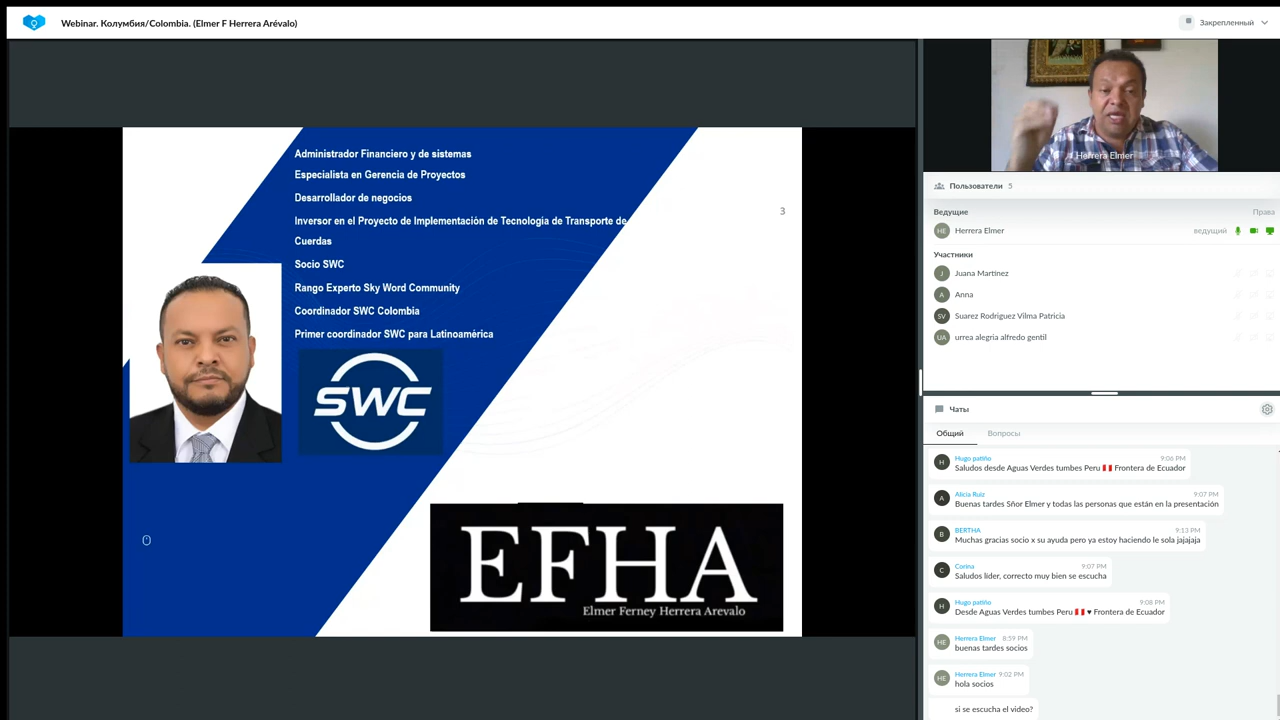 Webinar. Колумбия/Colombia. (Elmer F Herrera Arévalo)
Закрепленный
Administrador Financiero y de sistemas
Especialista en Gerencia de Proyectos
Desarrollador de negocios
Inversor en el Proyecto de Implementación de Tecnología de Transporte de
Cuerdas
Socio SWC
Rango Experto Sky Word Community
Coordinador SWC Colombia
Primer coordinador SWC para Latinoamérica
3
SWC
EFHA
Elmer Ferney Herrera Arevalo
Herrera Elmer
Пользователи 5
Ведущие Права
HE Herrera Elmer ведущий
Участники
J Juana Martínez
A Anna
SV Suarez Rodriguez Vilma Patricia
UA urrea alegria alfredo gentil
Чаты
Общий Вопросы
Hugo patiño 9:06 PM
H Saludos desde Aguas Verdes tumbes Peru 🇵🇪 Frontera de Ecuador
Alicia Ruiz 9:07 PM
A Buenas tardes Sñor Elmer y todas las personas que están en la presentación
BERTHA 9:13 PM
B Muchas gracias socio x su ayuda pero ya estoy haciendo le sola jajajaja
Corina 9:07 PM
C Saludos líder, correcto muy bien se escucha
Hugo patiño 9:08 PM
H Desde Aguas Verdes tumbes Peru 🇵🇪 ♥ Frontera de Ecuador
Herrera Elmer 8:59 PM
HE buenas tardes socios
Herrera Elmer 9:02 PM
HE hola socios
si se escucha el video?